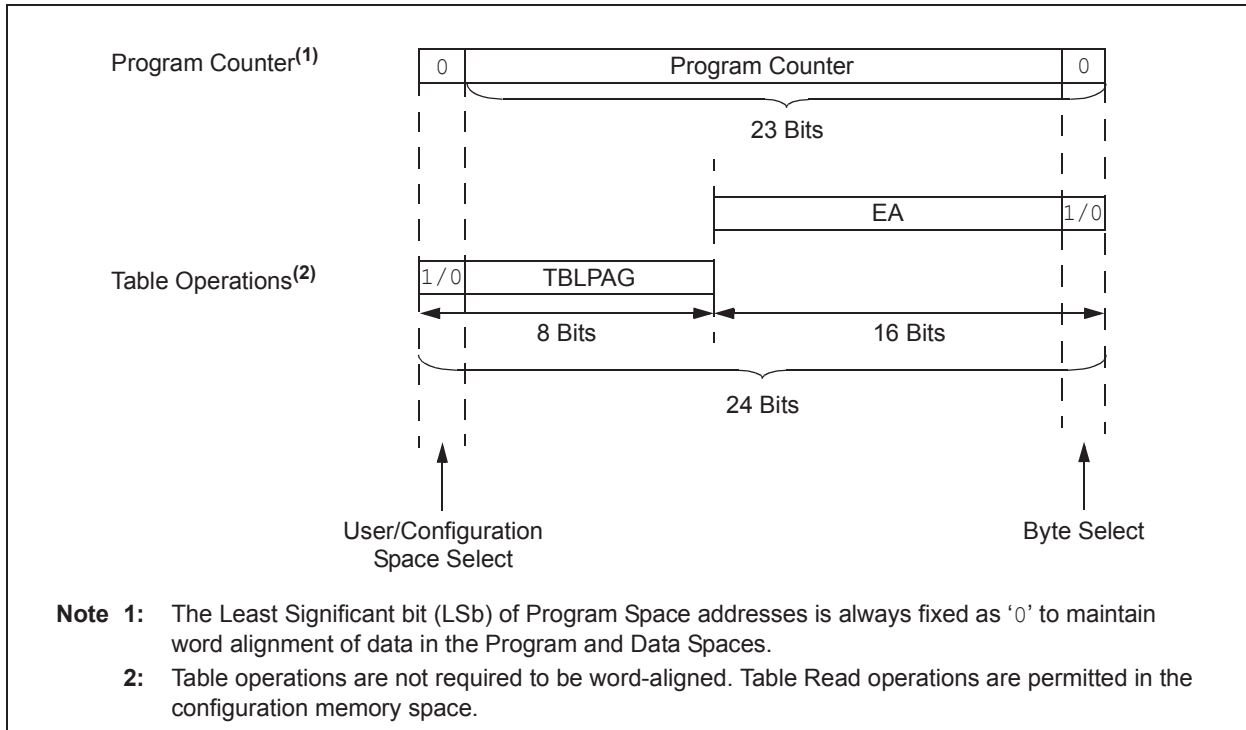 Program Counter(1)
0
Program Counter
0
23 Bits
EA
1/0
Table Operations(2)
1/0
TBLPAG
8 Bits
16 Bits
24 Bits
User/Configuration
Space Select
Byte Select
Note 1: The Least Significant bit (LSb) of Program Space addresses is always fixed as ‘0’ to maintain
word alignment of data in the Program and Data Spaces.
2: Table operations are not required to be word-aligned. Table Read operations are permitted in the
configuration memory space.